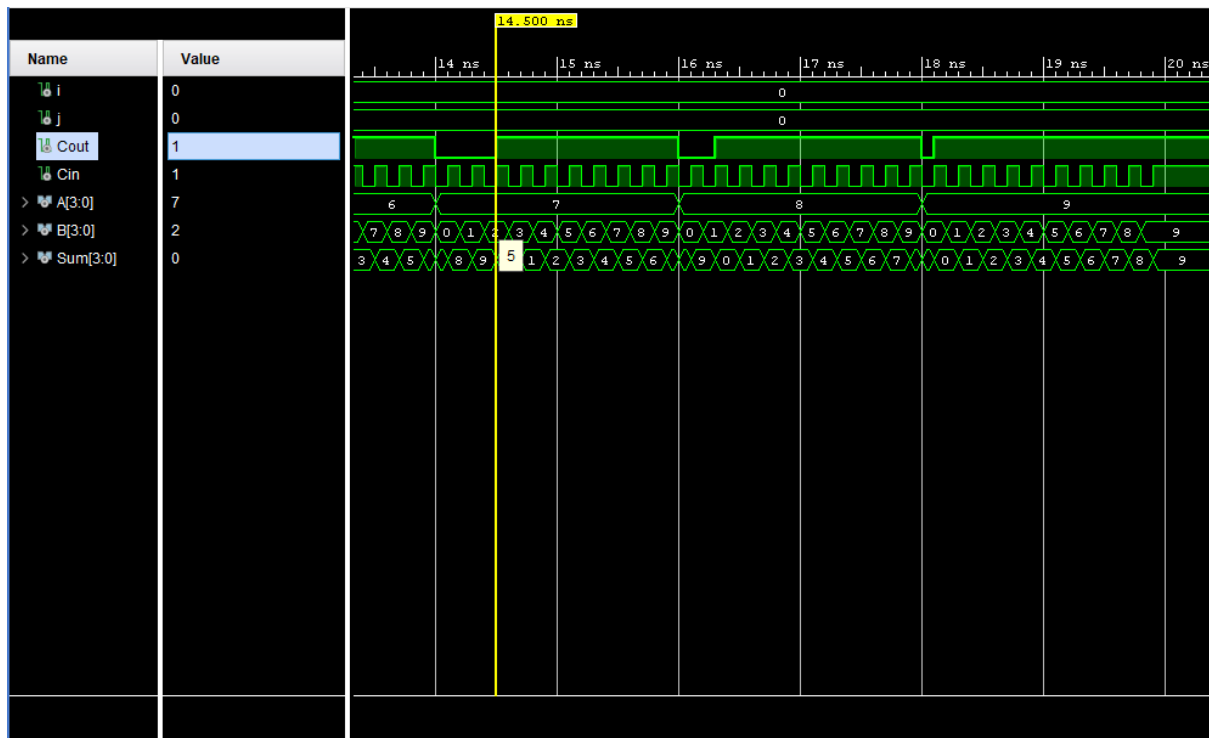 14.500 ns
Name Value
14 ns 15 ns 16 ns 17 ns 18 ns 19 ns 20 ns
i 0 0
j 0 0
Cout 1
Cin 1
A[3:0] 7 6 7 8 9
B[3:0] 2 7 8 9 0 1 2 3 4 5 6 7 8 9 0 1 2 3 4 5 6 7 8 9 0 1 2 3 4 5 6 7 8 9
Sum[3:0] 0 3 4 5 8 9 5 1 2 3 4 5 6 9 0 1 2 3 4 5 6 7 0 1 2 3 4 5 6 7 8 9